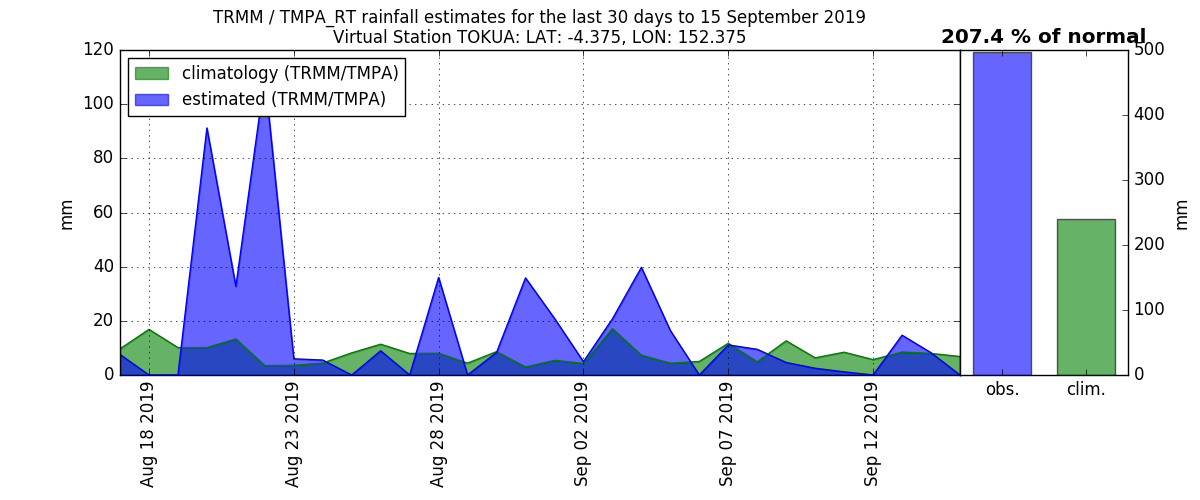 TRMM / TMPA_RT rainfall estimates for the last 30 days to 15 September 2019
Virtual Station TOKUA: LAT: -4.375, LON: 152.375
207.4 % of normal
climatology (TRMM/TMPA)
estimated (TRMM/TMPA)
120
100
80
60
40
20
0
mm
Aug 18 2019
Aug 23 2019
Aug 28 2019
Sep 02 2019
Sep 07 2019
Sep 12 2019
500
400
300
200
100
0
mm
obs.
clim.